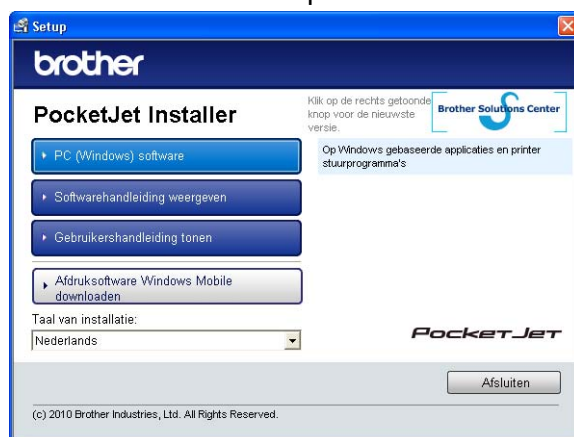 Setup
brother
PocketJet Installer
Klik op de rechts getoonde
knop voor de nieuwste
versie.
Brother Solutions Center
PC (Windows) software
Op Windows gebaseerde applicaties en printer
stuurprogramma's
Softwarehandleiding weergeven
Gebruikershandleiding tonen
Afdruksoftware Windows Mobile
downloaden
Taal van installatie:
Nederlands
PocketJet
Afsluiten
(c) 2010 Brother Industries, Ltd. All Rights Reserved.